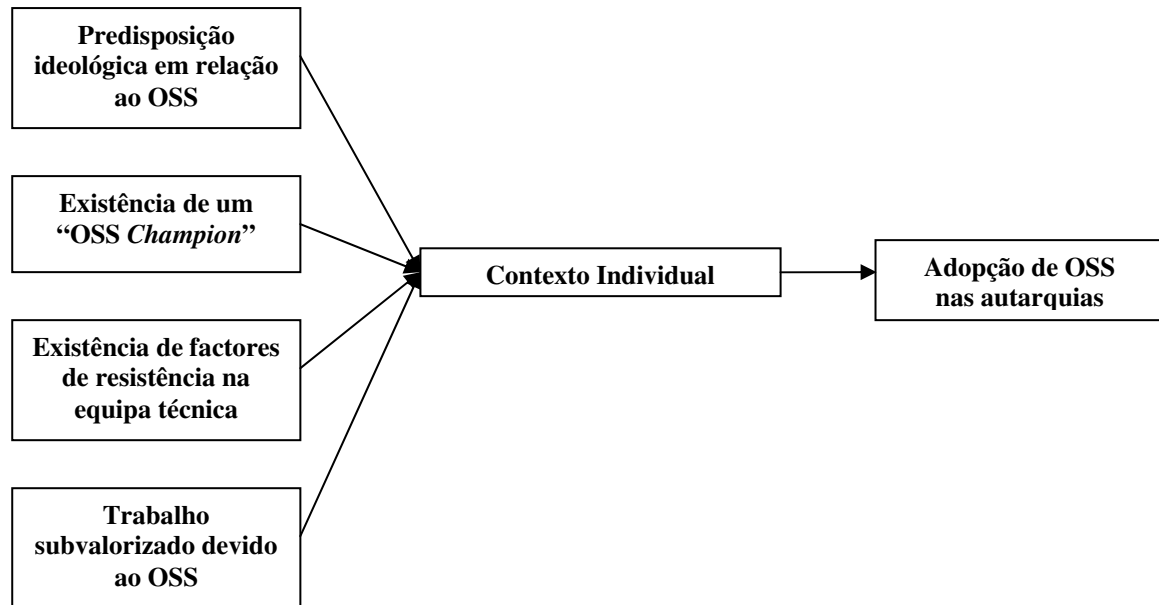 Predisposição
ideológica em relação
ao OSS
Existência de um
“OSS Champion”
Existência de factores
de resistência na
equipa técnica
Trabalho
subvalorizado devido
ao OSS
Contexto Individual
Adopção de OSS
nas autarquias